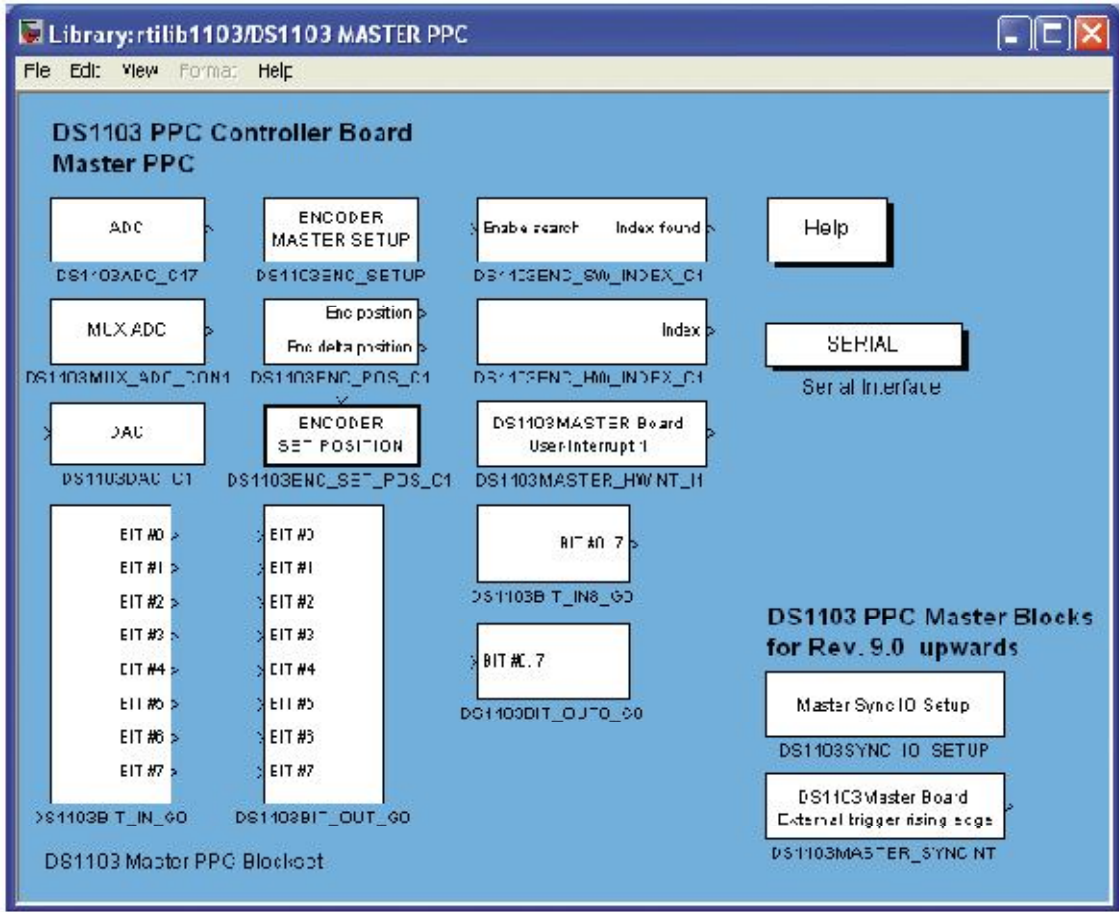 Library:rtilib1103/DS1103 MASTER PPC
File Edit View Format Help
DS1103 PPC Controller Board
Master PPC
ADC
DS1103ADC_C17
ENCODER
MASTER SETUP
DS1103ENC_SETUP
Enable search Index found
DS1103ENC_SW_INDEX_C1
Help
MUX ADC
DS1103MUX_ADC_CON1
Enc position
Enc delta position
DS1103ENC_POS_C1
Index
DS1103ENC_HW_INDEX_C1
SERIAL
Serial Interface
DAC
DS1103DAC_C1
ENCODER
SET POSITION
DS1103ENC_SET_POS_C1
DS1103MASTER Board
User-Interrupt 1
DS1103MASTER_HWINT_I1
BIT #0
BIT #1
BIT #2
BIT #3
BIT #4
BIT #5
BIT #6
BIT #7
DS1103BIT_IN_G0
BIT #0
BIT #1
BIT #2
BIT #3
BIT #4
BIT #5
BIT #6
BIT #7
DS1103BIT_OUT_G0
BIT #0..7
DS1103BIT_IN8_G0
BIT #0..7
DS1103BIT_OUT8_G0
DS1103 PPC Master Blocks
for Rev. 9.0 upwards
Master Sync IO Setup
DS1103SYNC_IO_SETUP
DS1103Master Board
External trigger rising edge
DS1103MASTER_SYNCINT
DS1103 Master PPC Blockset